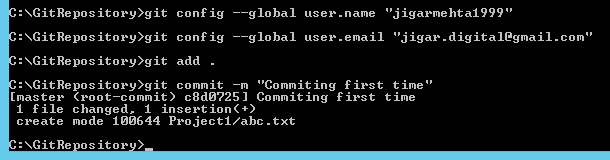 C:\GitRepository>git config --global user.name "jigarmehta1999"
C:\GitRepository>git config --global user.email "jigar.digital@gmail.com"
C:\GitRepository>git add .
C:\GitRepository>git commit -m "Commiting first time"
[master (root-commit) c8d0725] Commiting first time
 1 file changed, 1 insertion(+)
 create mode 100644 Project1/abc.txt
C:\GitRepository>_